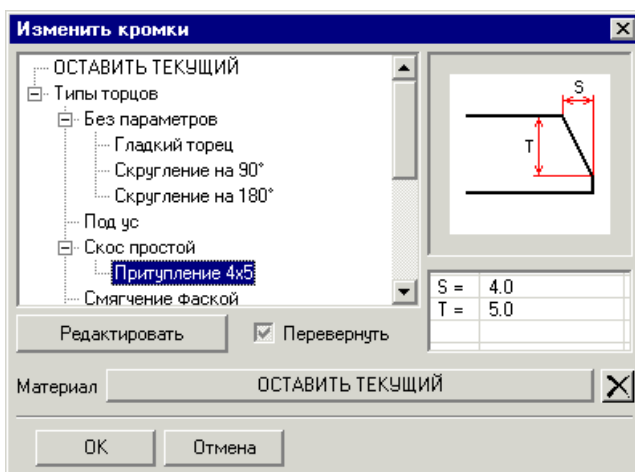 Изменить кромки
ОСТАВИТЬ ТЕКУЩИЙ
Типы торцов
Без параметров
Гладкий торец
Скругление на 90°
Скругление на 180°
Под ус
Скос простой
Притупление 4x5
Смягчение фаской
S
T
S = 4.0
T = 5.0
Редактировать
Перевернуть
Материал
ОСТАВИТЬ ТЕКУЩИЙ
OK
Отмена